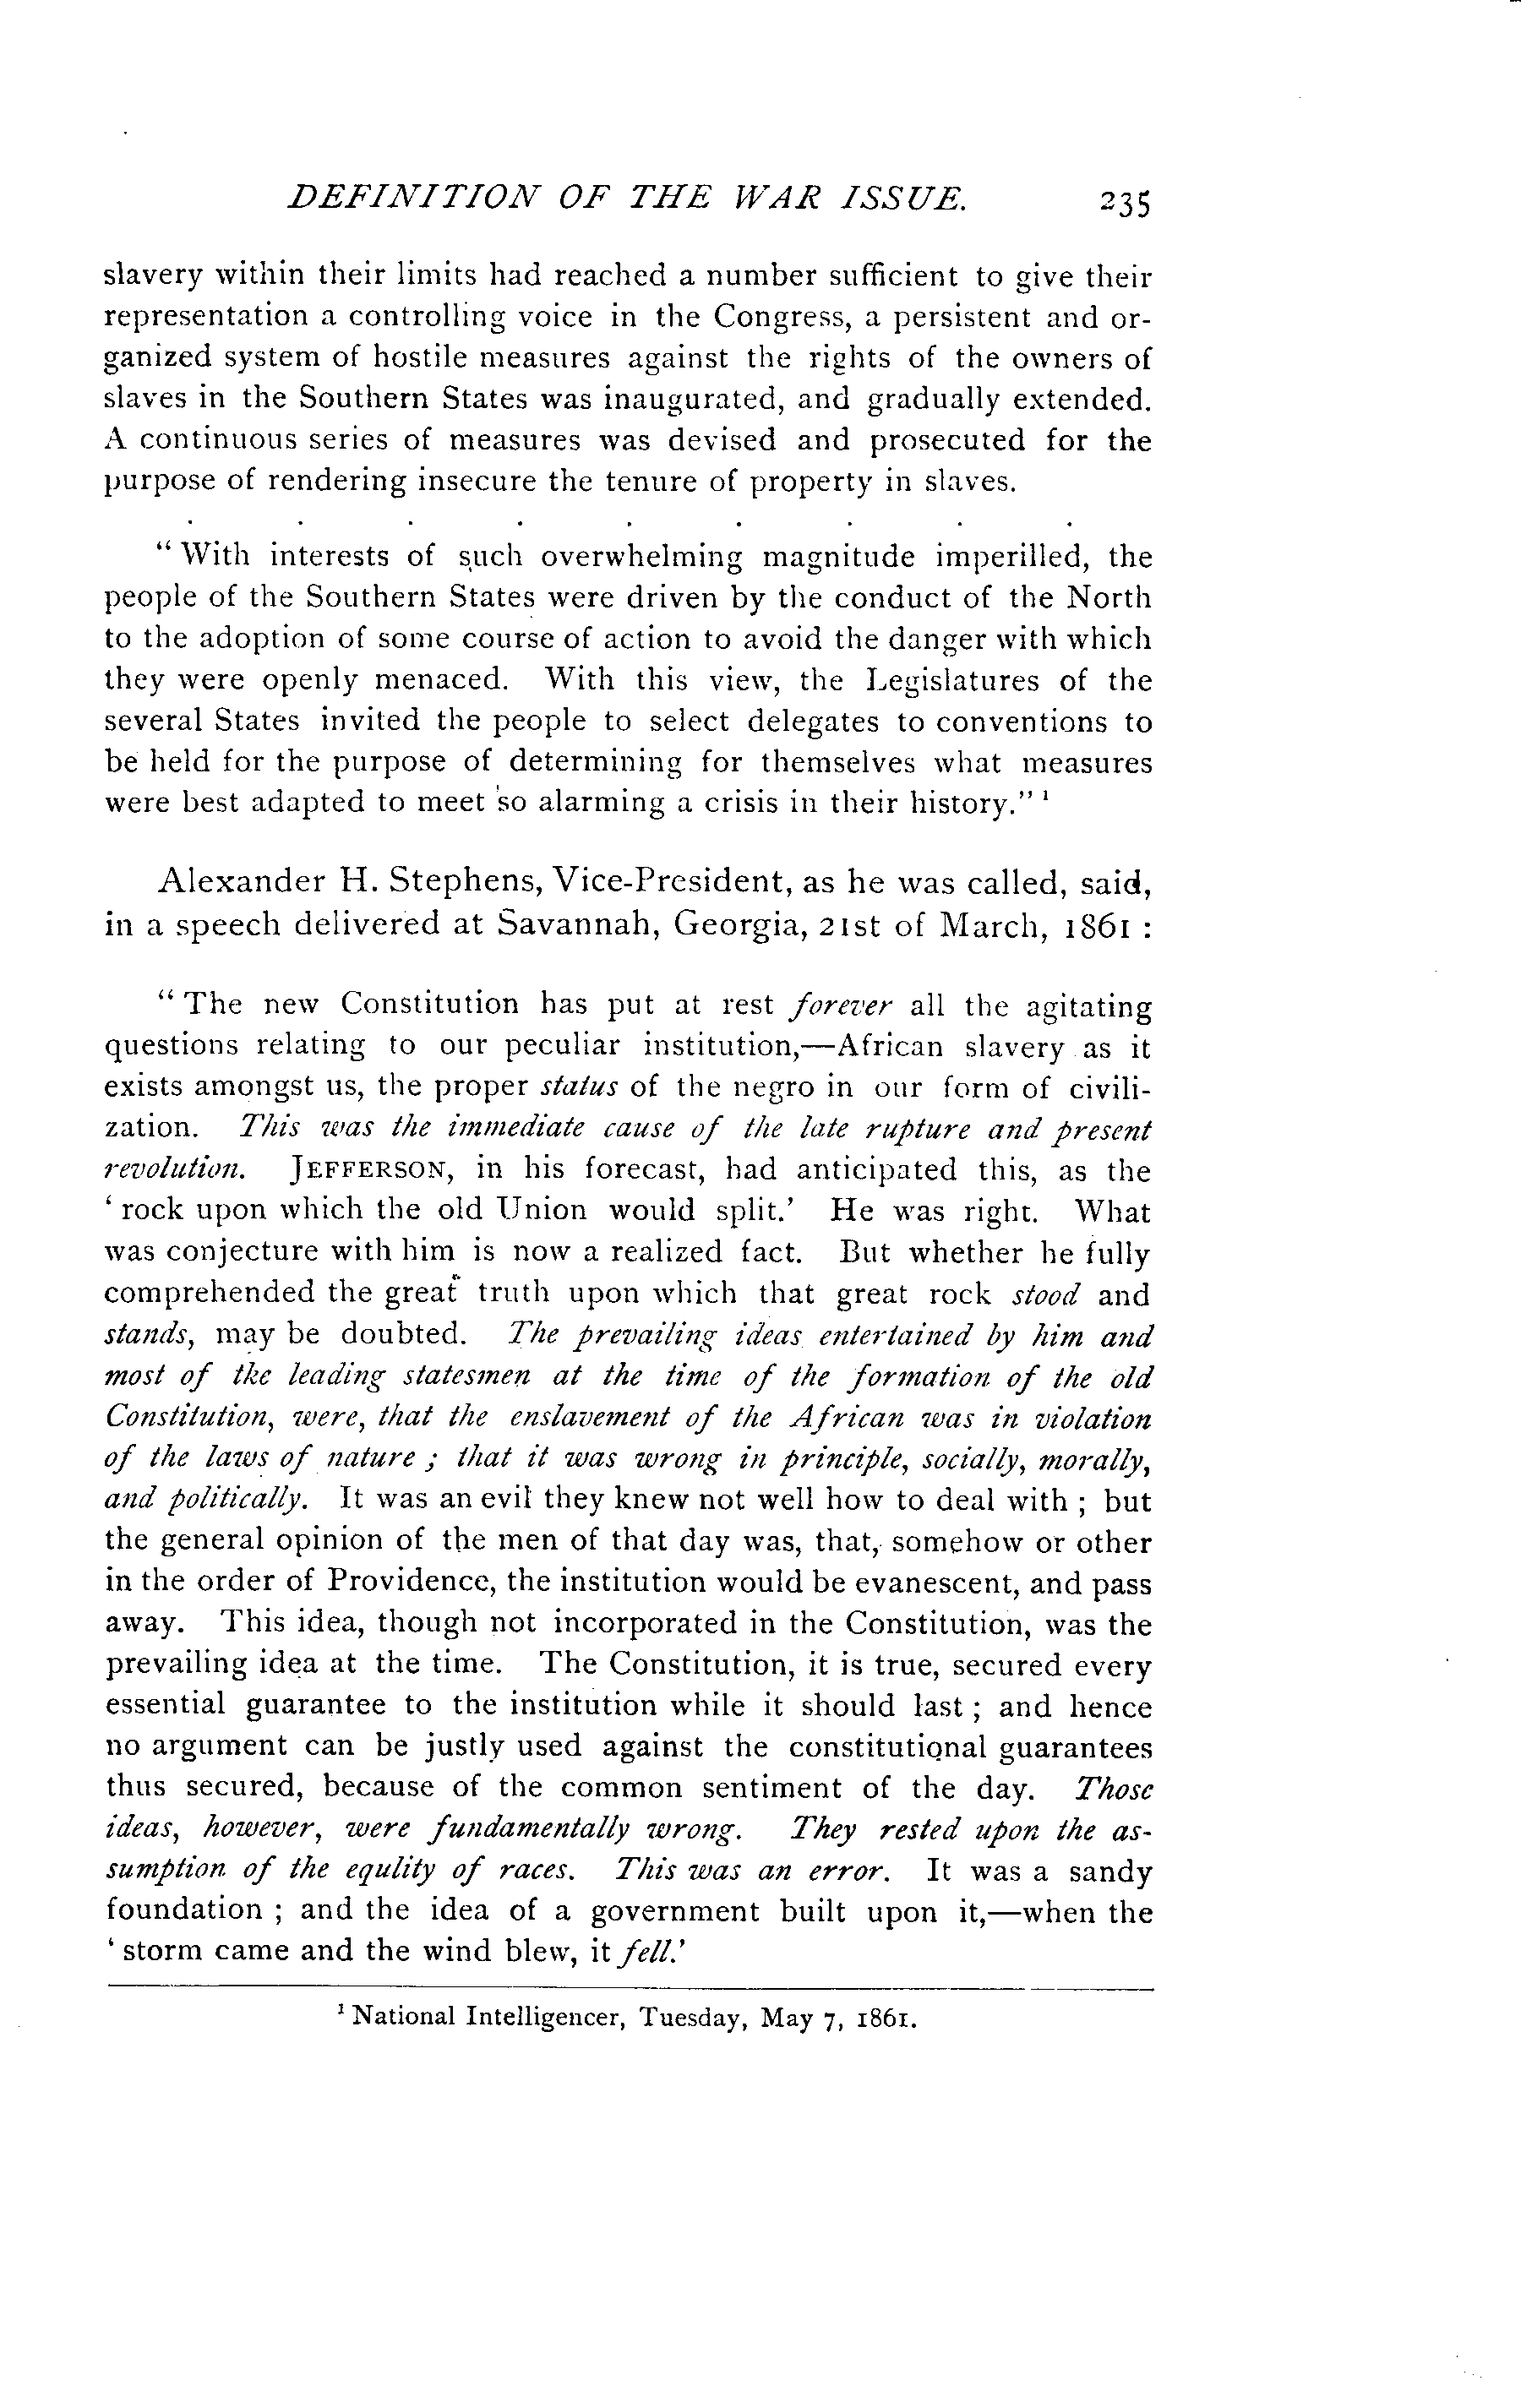 DEFINITION OF THE WAR ISSUE. 235
slavery within their limits had reached a number sufficient to give their
representation a controlling voice in the Congress, a persistent and or-
ganized system of hostile measures against the rights of the owners of
slaves in the Southern States was inaugurated, and gradually extended.
A continuous series of measures was devised and prosecuted for the
purpose of rendering insecure the tenure of property in slaves.
. . . . . . . . .
“ With interests of such overwhelming magnitude imperilled, the
people of the Southern States were driven by the conduct of the North
to the adoption of some course of action to avoid the danger with which
they were openly menaced. With this view, the Legislatures of the
several States invited the people to select delegates to conventions to
be held for the purpose of determining for themselves what measures
were best adapted to meet so alarming a crisis in their history.” ¹
Alexander H. Stephens, Vice-President, as he was called, said,
in a speech delivered at Savannah, Georgia, 21st of March, 1861 :
“ The new Constitution has put at rest forever all the agitating
questions relating to our peculiar institution,—African slavery as it
exists amongst us, the proper status of the negro in our form of civili-
zation. This was the immediate cause of the late rupture and present
revolution. JEFFERSON, in his forecast, had anticipated this, as the
‘ rock upon which the old Union would split.’ He was right. What
was conjecture with him is now a realized fact. But whether he fully
comprehended the great truth upon which that great rock stood and
stands, may be doubted. The prevailing ideas entertained by him and
most of the leading statesmen at the time of the formation of the old
Constitution, were, that the enslavement of the African was in violation
of the laws of nature ; that it was wrong in principle, socially, morally,
and politically. It was an evil they knew not well how to deal with ; but
the general opinion of the men of that day was, that, somehow or other
in the order of Providence, the institution would be evanescent, and pass
away. This idea, though not incorporated in the Constitution, was the
prevailing idea at the time. The Constitution, it is true, secured every
essential guarantee to the institution while it should last ; and hence
no argument can be justly used against the constitutional guarantees
thus secured, because of the common sentiment of the day. Those
ideas, however, were fundamentally wrong. They rested upon the as-
sumption of the equlity of races. This was an error. It was a sandy
foundation ; and the idea of a government built upon it,—when the
‘ storm came and the wind blew, it fell.’
¹ National Intelligencer, Tuesday, May 7, 1861.